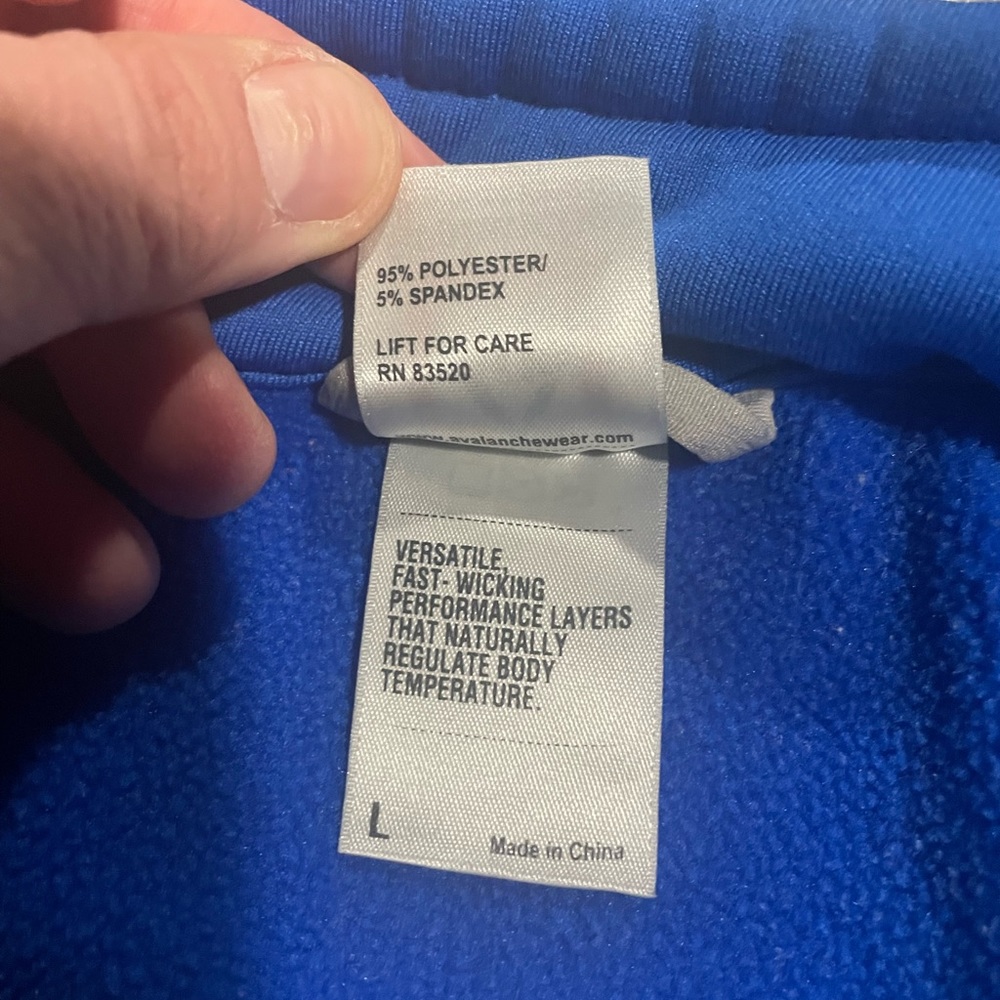 95% POLYESTER/
5% SPANDEX
LIFT FOR CARE
RN 83520
www.avalanchewear.com
VERSATILE,
FAST- WICKING
PERFORMANCE LAYERS
THAT NATURALLY
REGULATE BODY
TEMPERATURE.
L
Made in China